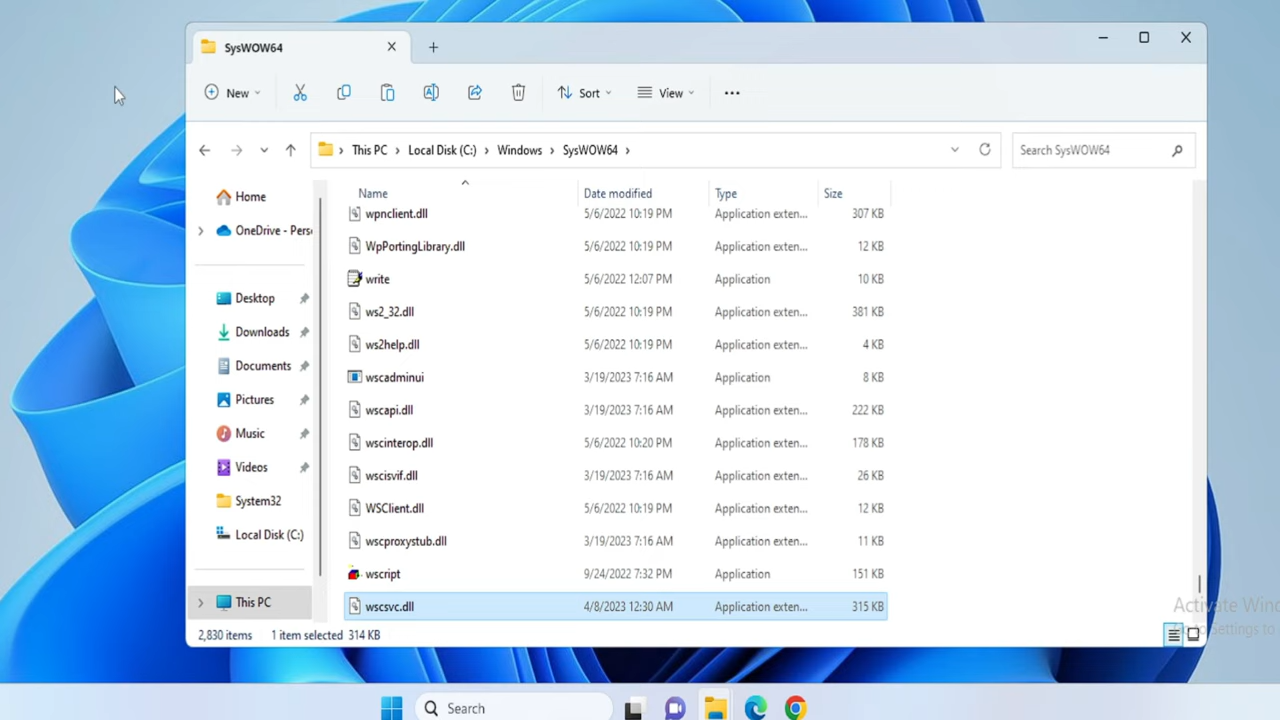 SysWOW64
New
Sort
View
This PC
Local Disk (C:)
Windows
SysWOW64
Search SysWOW64
Home
OneDrive - Pers
Desktop
Downloads
Documents
Pictures
Music
Videos
System32
Local Disk (C:)
This PC
Name Date modified Type Size
wpnclient.dll 5/6/2022 10:19 PM Application exten... 307 KB
WpPortingLibrary.dll 5/6/2022 10:19 PM Application exten... 12 KB
write 5/6/2022 12:07 PM Application 10 KB
ws2_32.dll 5/6/2022 10:19 PM Application exten... 381 KB
ws2help.dll 5/6/2022 10:19 PM Application exten... 4 KB
wscadminui 3/19/2023 7:16 AM Application 8 KB
wscapi.dll 3/19/2023 7:16 AM Application exten... 222 KB
wscinterop.dll 5/6/2022 10:20 PM Application exten... 178 KB
wscisvif.dll 3/19/2023 7:16 AM Application exten... 26 KB
WSClient.dll 5/6/2022 10:19 PM Application exten... 12 KB
wscproxystub.dll 3/19/2023 7:16 AM Application exten... 11 KB
wscript 9/24/2022 7:32 PM Application 151 KB
wscsvc.dll 4/8/2023 12:30 AM Application exten... 315 KB
2,830 items 1 item selected 314 KB
Activate Wind
Settings to
Search